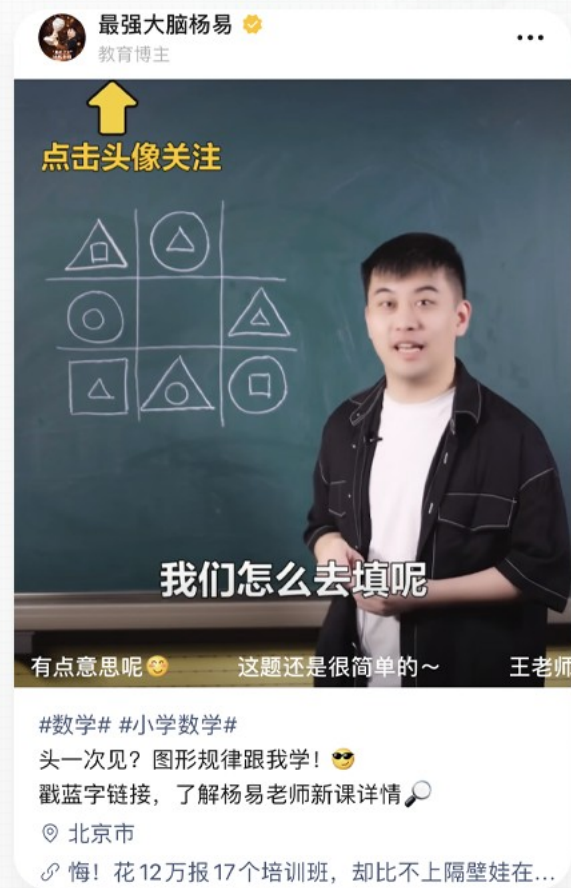 最强大脑杨易
教育博主
点击头像关注
我们怎么去填呢
有点意思呢 这题还是很简单的～ 王老师
#数学# #小学数学#
头一次见？图形规律跟我学！
戳蓝字链接，了解杨易老师新课详情
北京市
悔！花12万报17个培训班，却比不上隔壁娃在...